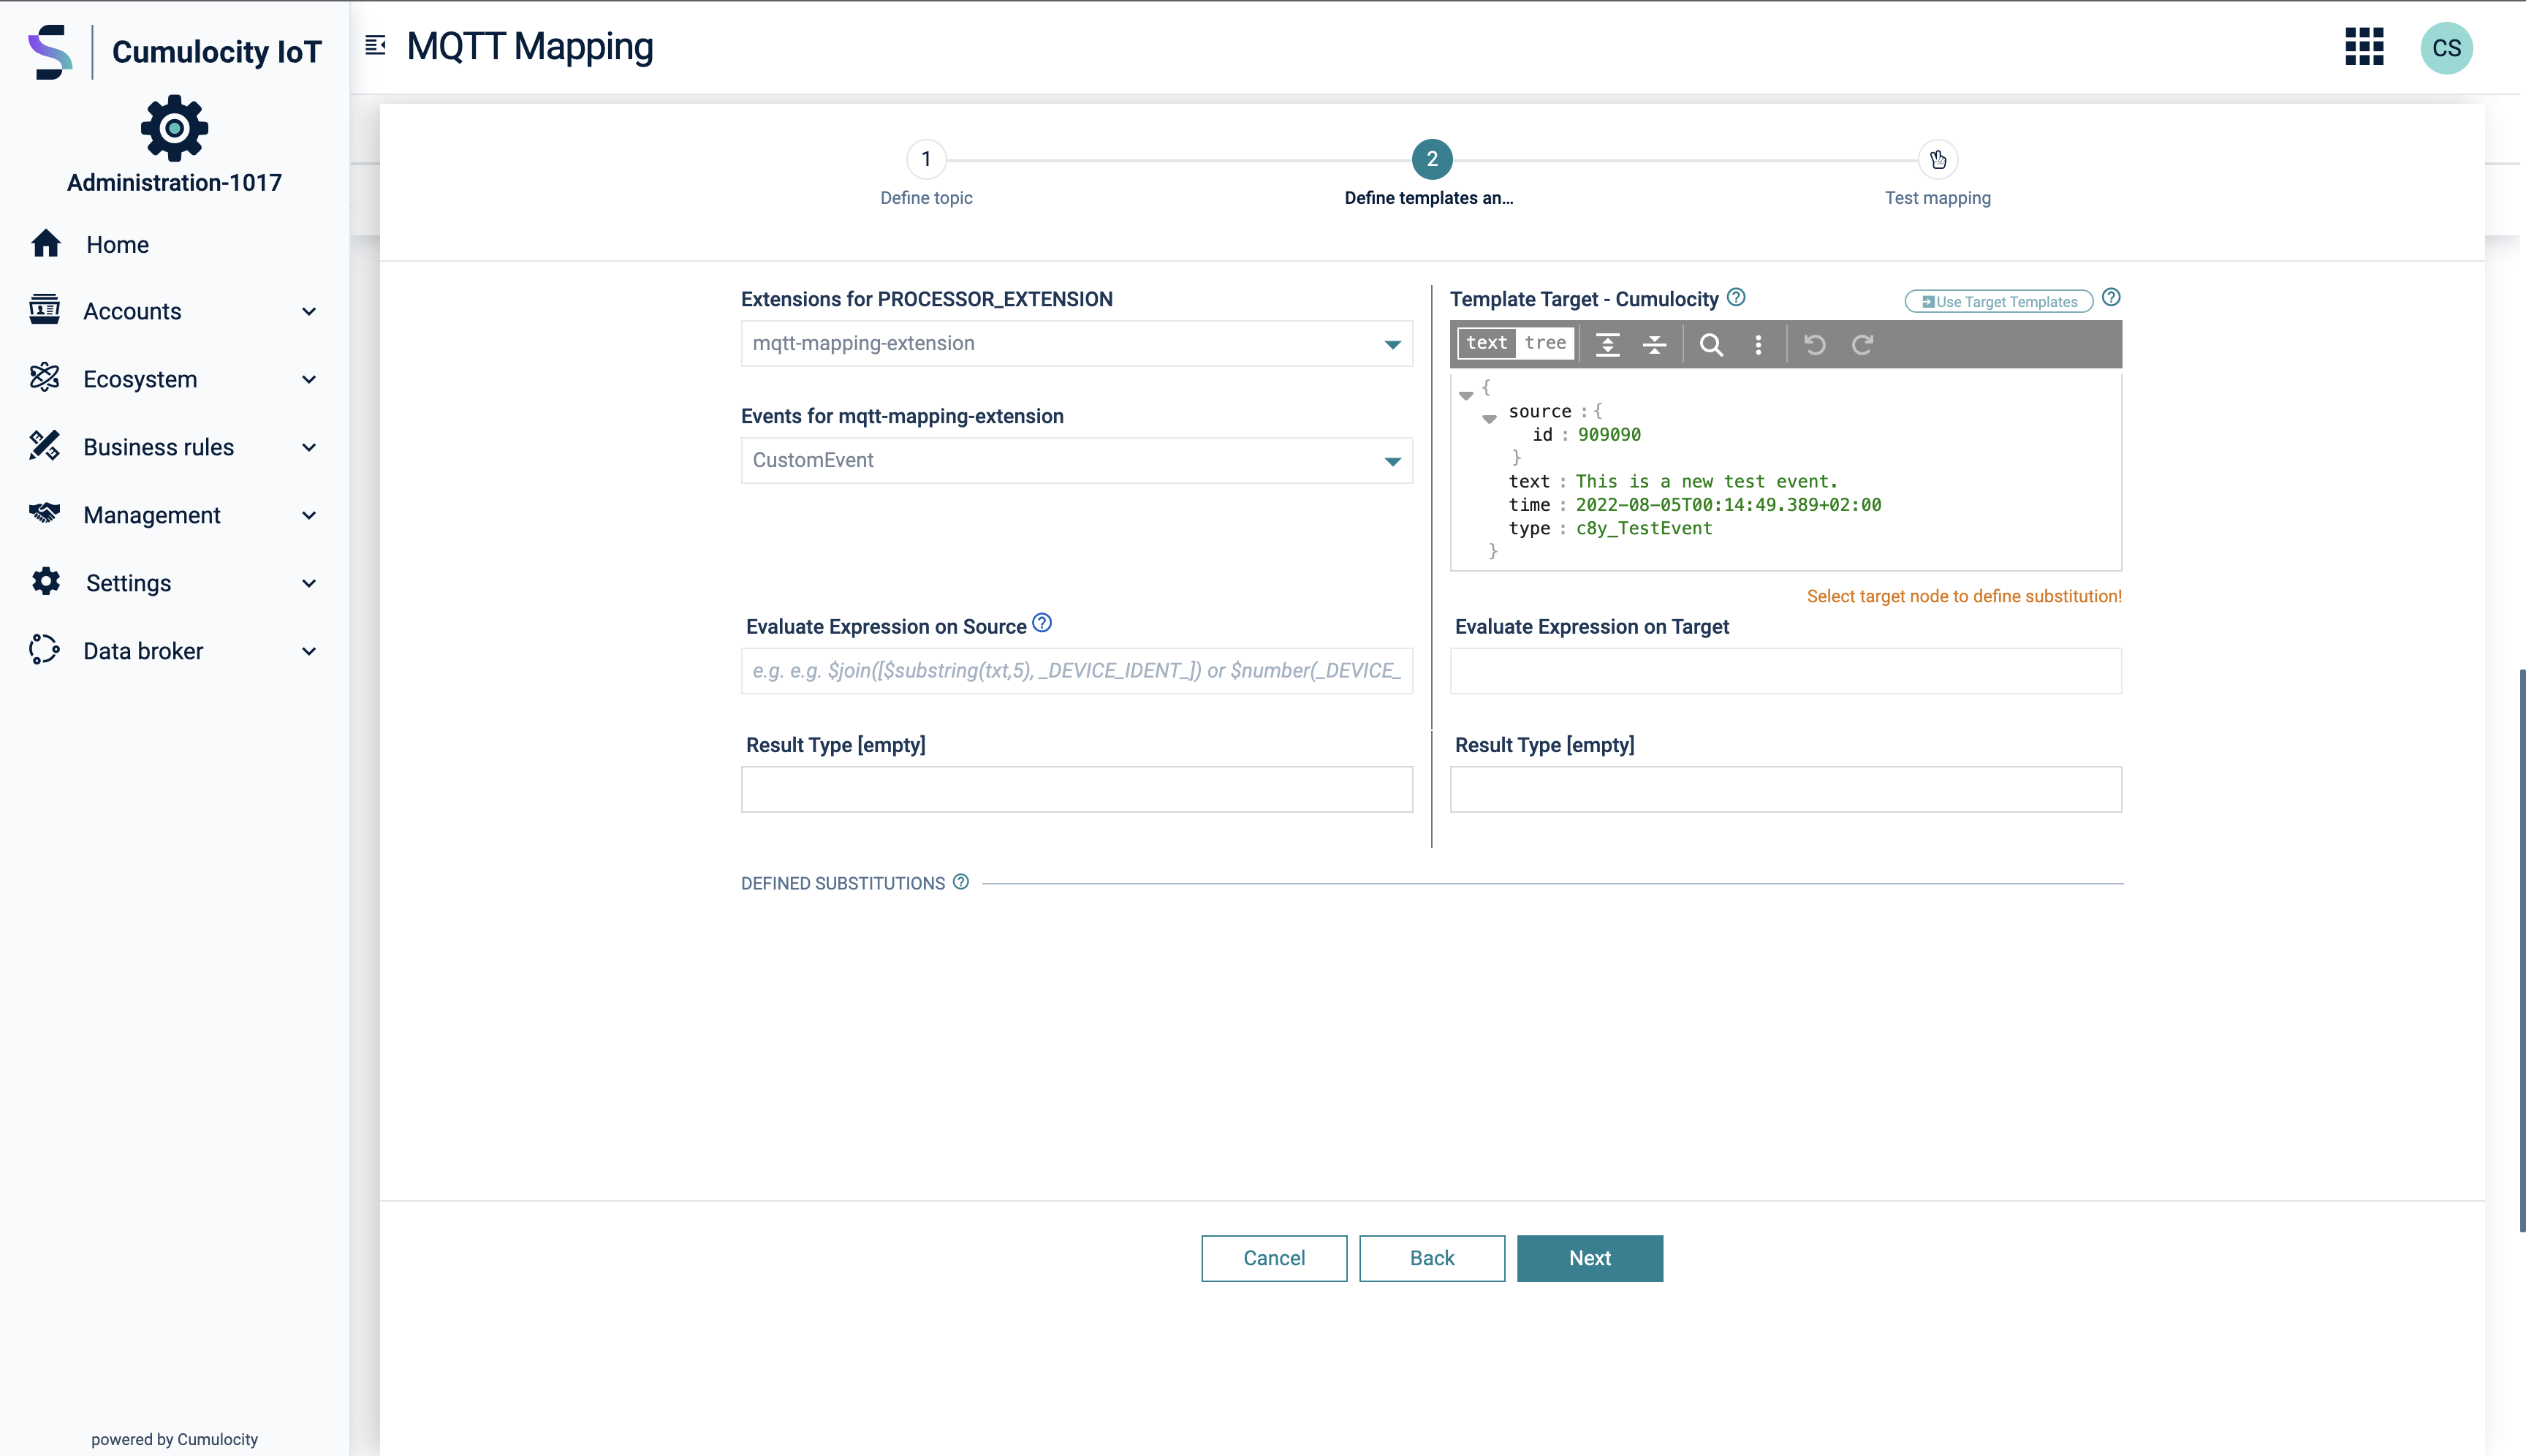 Cumulocity IoT
MQTT Mapping
CS
Administration-1017
Home
Accounts
Ecosystem
Business rules
Management
Settings
Data broker
powered by Cumulocity
1
Define topic
2
Define templates an...
Test mapping
Extensions for PROCESSOR_EXTENSION
mqtt-mapping-extension
Events for mqtt-mapping-extension
CustomEvent
Template Target - Cumulocity
Use Target Templates
text tree
{
source : {
id : 909090
}
text : This is a new test event.
time : 2022-08-05T00:14:49.389+02:00
type : c8y_TestEvent
}
Select target node to define substitution!
Evaluate Expression on Source
e.g. e.g. $join([$substring(txt,5), _DEVICE_IDENT_]) or $number(_DEVICE_
Evaluate Expression on Target
Result Type [empty]
Result Type [empty]
DEFINED SUBSTITUTIONS
Cancel
Back
Next